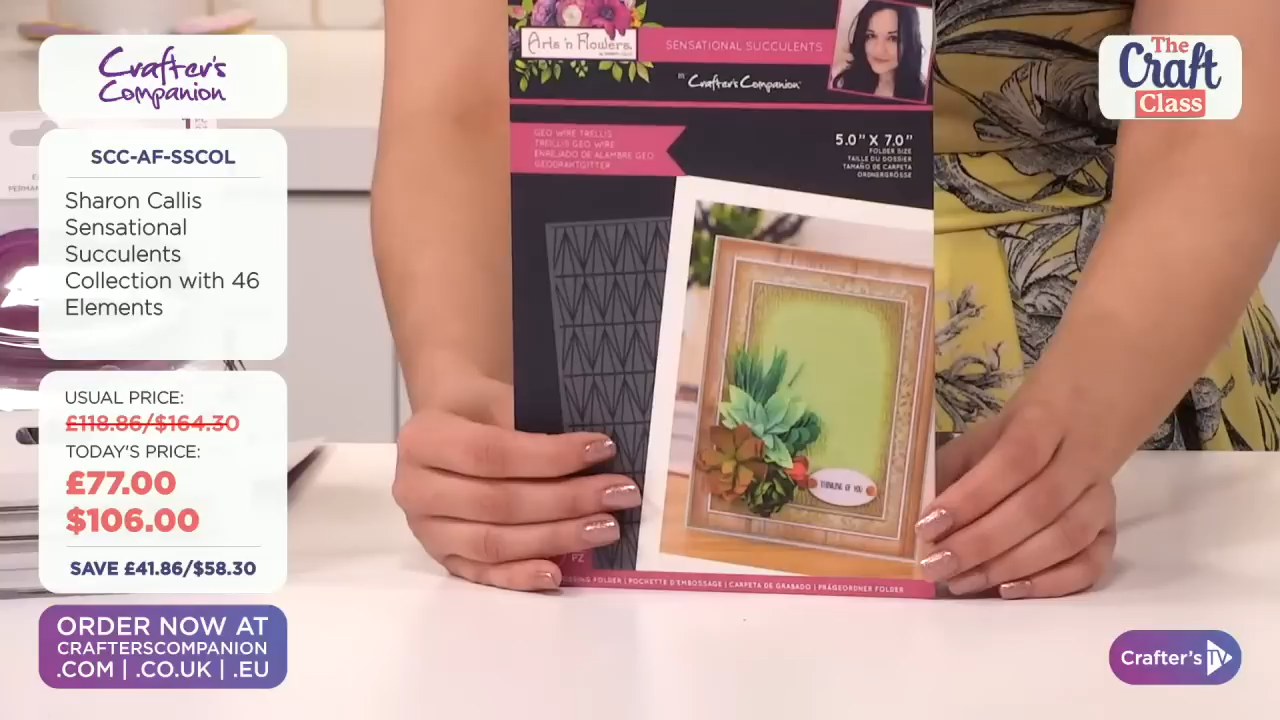 Crafter's
Companion
SCC-AF-SSCOL
Sharon Callis
Sensational
Succulents
Collection with 46
Elements
USUAL PRICE:
£118.86/$164.30
TODAY'S PRICE:
£77.00
$106.00
SAVE £41.86/$58.30
ORDER NOW AT
CRAFTERSCOMPANION
.COM | .CO.UK | .EU
Arts 'n Flowers
SENSATIONAL SUCCULENTS
Crafter's Companion
GEO WIRE TRELLIS
TREILLIS GEO WIRE
ENREJADO DE ALAMBRE GEO
GEODRAHTGITTER
5.0" X 7.0"
FOLDER SIZE
TAILLE DU DOSSIER
TAMAÑO DE CARPETA
ORDNERGRÖSSE
THINKING OF YOU
PZ
FOLDER | POCHETTE D'EMBOSSAGE | CARPETA DE GRABADO | PRÄGEORDNER FOLDER
The
Craft
Class
Crafter's TV